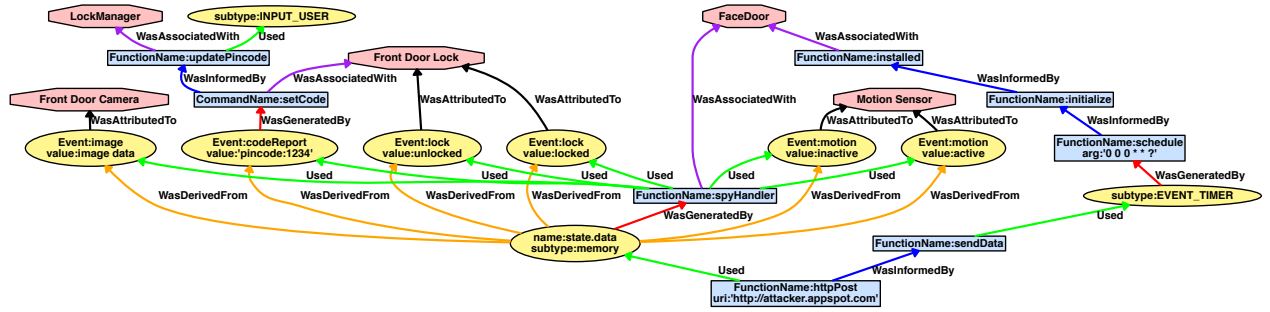 LockManager
subtype:INPUT_USER
FaceDoor
WasAssociatedWith
Used
WasAssociatedWith
FunctionName:updatePincode
Front Door Lock
FunctionName:installed
WasInformedBy
WasAssociatedWith
WasInformedBy
Front Door Camera
CommandName:setCode
WasAttributedTo
WasAttributedTo
WasAssociatedWith
Motion Sensor
FunctionName:initialize
WasAttributedTo
WasGeneratedBy
WasAttributedTo
WasAttributedTo
WasInformedBy
Event:image
value:image data
Event:codeReport
value:'pincode:1234'
Event:lock
value:unlocked
Event:lock
value:locked
Event:motion
value:inactive
Event:motion
value:active
FunctionName:schedule
arg:'0 0 0 * * ?'
Used
Used
Used
Used
Used
Used
WasGeneratedBy
WasDerivedFrom
WasDerivedFrom
WasDerivedFrom
WasDerivedFrom
FunctionName:spyHandler
WasDerivedFrom
WasDerivedFrom
subtype:EVENT_TIMER
WasGeneratedBy
Used
name:state.data
subtype:memory
FunctionName:sendData
Used
WasInformedBy
FunctionName:httpPost
uri:'http://attacker.appspot.com'